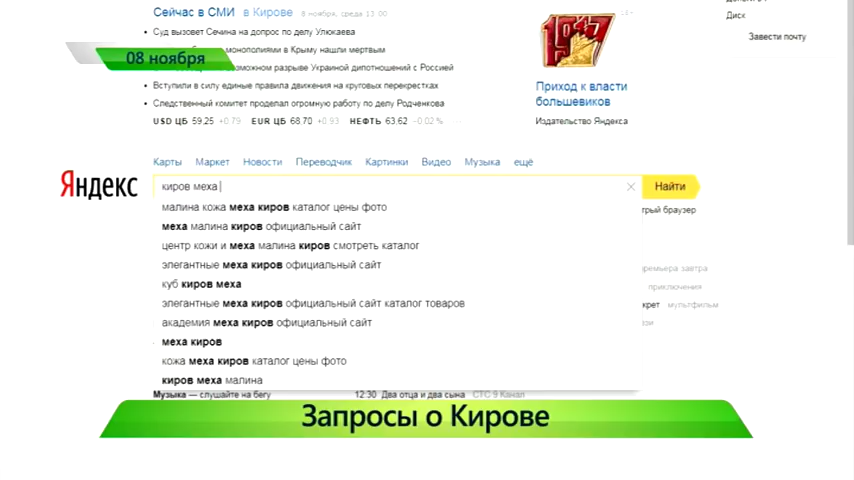 Сейчас в СМИ в Кирове 8 ноября, среда 13 00
Суд вызовет Сечина на допрос по делу Улюкаева
монополиями в Крыму нашли мертвым
возможном разрыве Украиной дипотношений с Россией
Вступили в силу единые правила движения на круговых перекрестках
Следственный комитет проделал огромную работу по делу Родченкова
USD ЦБ 59,25 +0.79 EUR ЦБ 68,70 +0.93 НЕФТЬ 63,62 -0.02 %
08 ноября
1917
Приход к власти
большевиков
Издательство Яндекса
Диск
Завести почту
Карты Маркет Новости Переводчик Картинки Видео Музыка ещё
Яндекс
киров меха
Найти
малина кожа меха киров каталог цены фото
меха малина киров официальный сайт
центр кожи и меха малина киров смотреть каталог
элегантные меха киров официальный сайт
куб киров меха
элегантные меха киров официальный сайт каталог товаров
академия меха киров официальный сайт
меха киров
кожа меха киров каталог цены фото
киров меха малина
браузер
премьера завтра
приключения
крет мультфильм
Музыка — слушайте на бегу
12:30 Два отца и два сына СТС 9 Канал
Запросы о Кирове